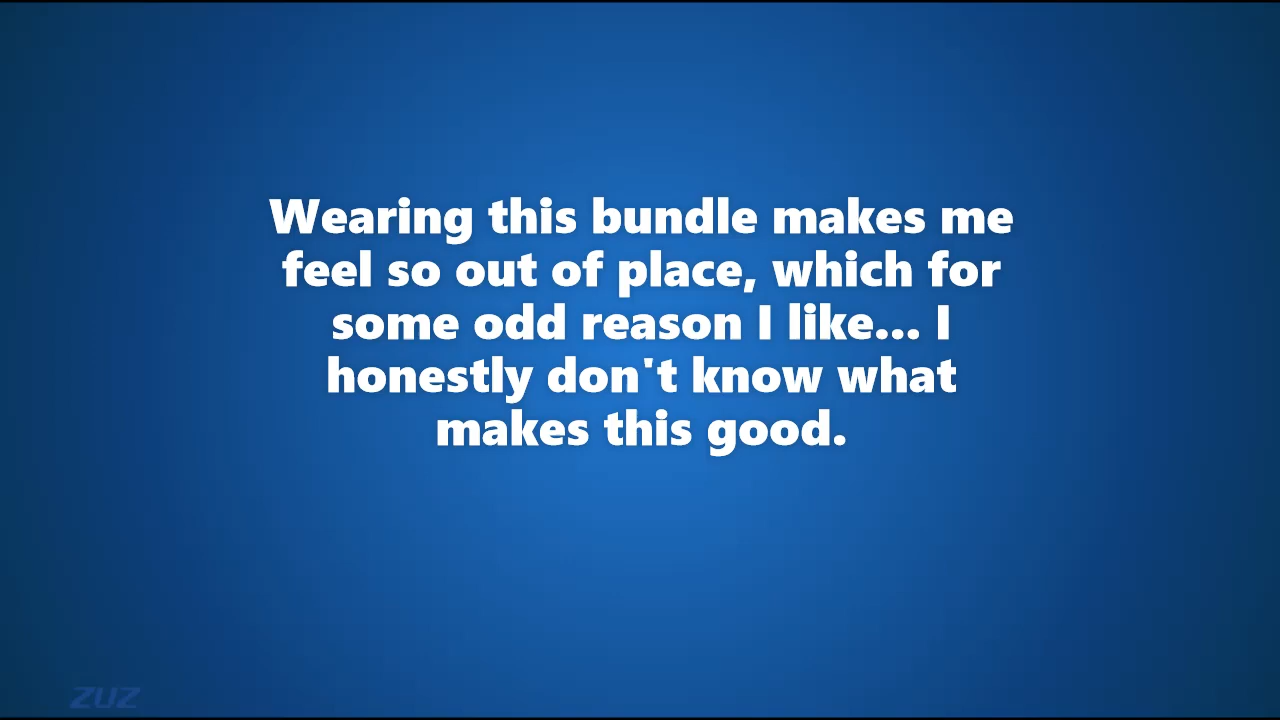 Wearing this bundle makes me
feel so out of place, which for
some odd reason I like... I
honestly don't know what
makes this good.
ZUZ